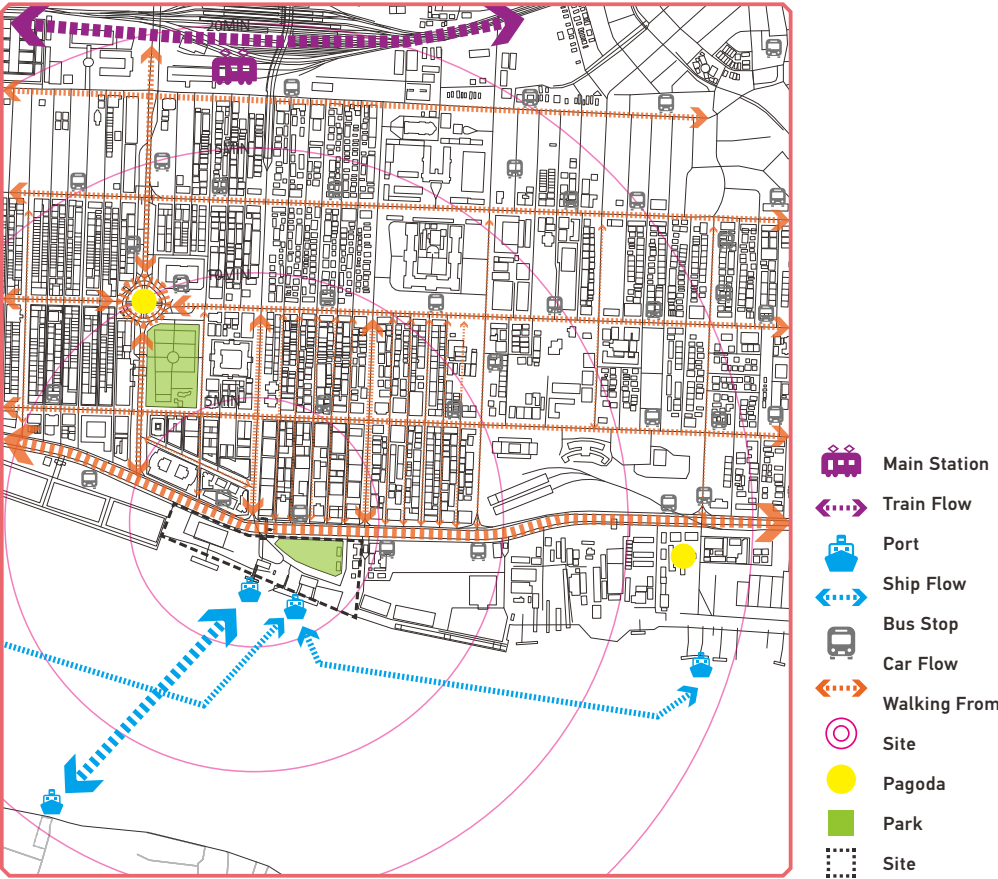 20MIN
15MIN
10MIN
5MIN
Main Station
Train Flow
Port
Ship Flow
Bus Stop
Car Flow
Walking From
Site
Pagoda
Park
Site